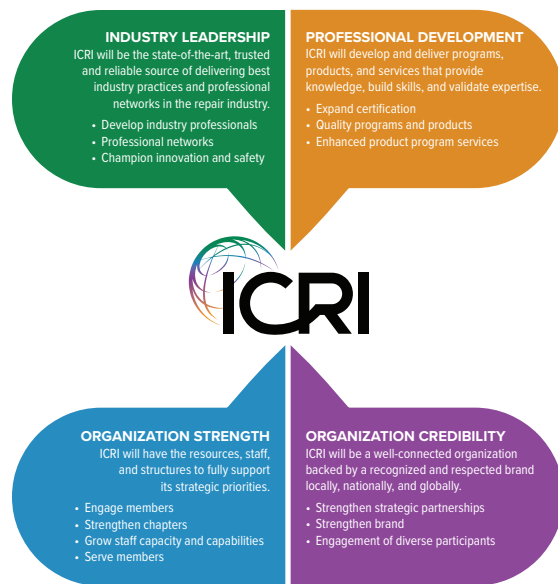 INDUSTRY LEADERSHIP
ICRI will be the state-of-the-art, trusted
and reliable source of delivering best
industry practices and professional
networks in the repair industry.
• Develop industry professionals
• Professional networks
• Champion innovation and safety
PROFESSIONAL DEVELOPMENT
ICRI will develop and deliver programs,
products, and services that provide
knowledge, build skills, and validate expertise.
• Expand certification
• Quality programs and products
• Enhanced product program services
ICRI
ORGANIZATION STRENGTH
ICRI will have the resources, staff,
and structures to fully support
its strategic priorities.
• Engage members
• Strengthen chapters
• Grow staff capacity and capabilities
• Serve members
ORGANIZATION CREDIBILITY
ICRI will be a well-connected organization
backed by a recognized and respected brand
locally, nationally, and globally.
• Strengthen strategic partnerships
• Strengthen brand
• Engagement of diverse participants